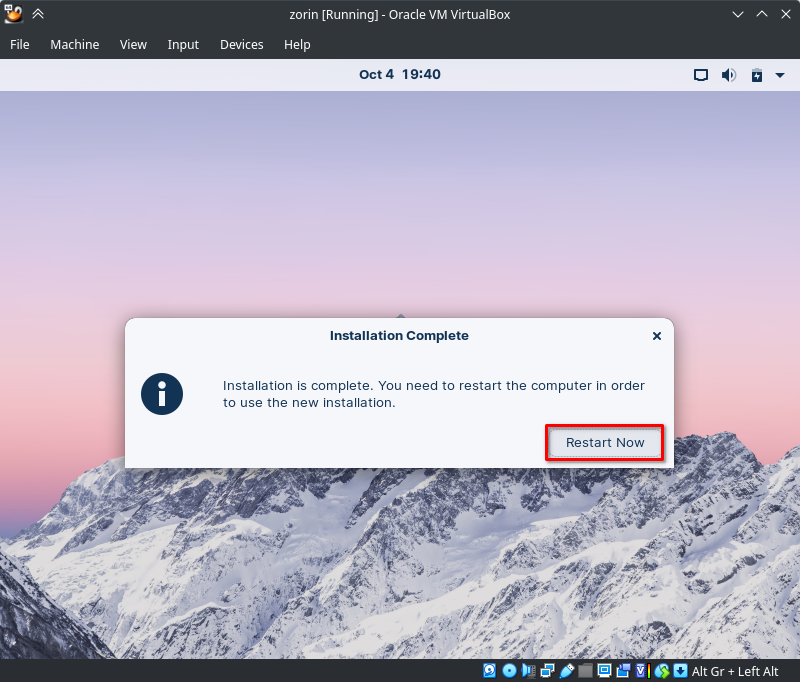 zorin [Running] - Oracle VM VirtualBox
File Machine View Input Devices Help
Oct 4 19:40
Installation Complete
Installation is complete. You need to restart the computer in order
to use the new installation.
Restart Now
Alt Gr + Left Alt